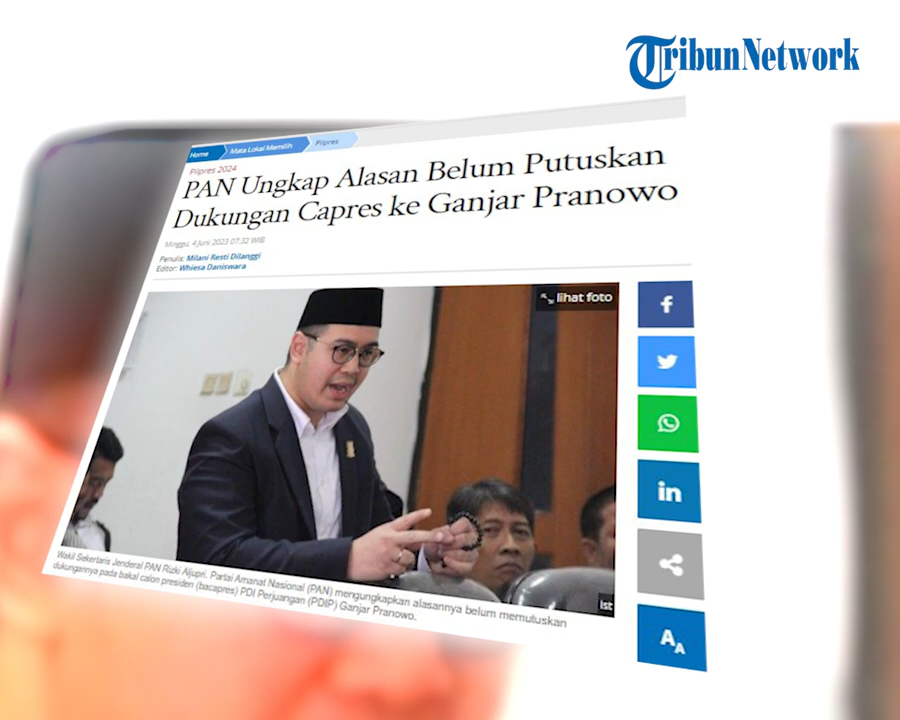 TribunNetwork
Home Mata Lokal Memilih Pilpres
Pilpres 2024
PAN Ungkap Alasan Belum Putuskan
Dukungan Capres ke Ganjar Pranowo
Minggu, 4 Juni 2023 07:32 WIB
Penulis: Milani Resti Dilanggi
Editor: Whiesa Daniswara
lihat foto
f
in
ist
AA
Wakil Sekertaris Jenderal PAN Rizki Aljupri. Partai Amanat Nasional (PAN) mengungkapkan alasannya belum memutuskan
dukungannya pada bakal calon presiden (bacapres) PDI Perjuangan (PDIP) Ganjar Pranowo.